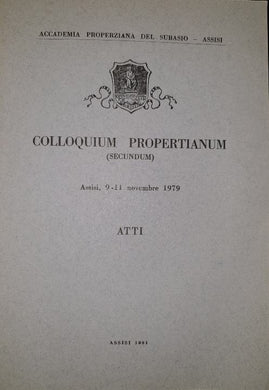 ACCADEMIA PROPERZIANA DEL SUBASIO - ASSISI
COLLOQUIUM PROPERTIANUM
(SECUNDUM)
Assisi, 9-11 novembre 1979
ATTI
ASSISI 1981